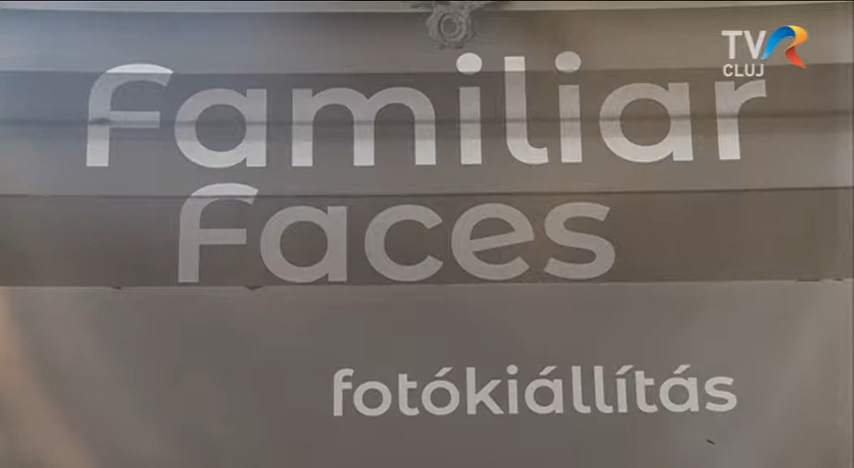 TVR
CLUJ
Familiar
Faces
fotókiállítás